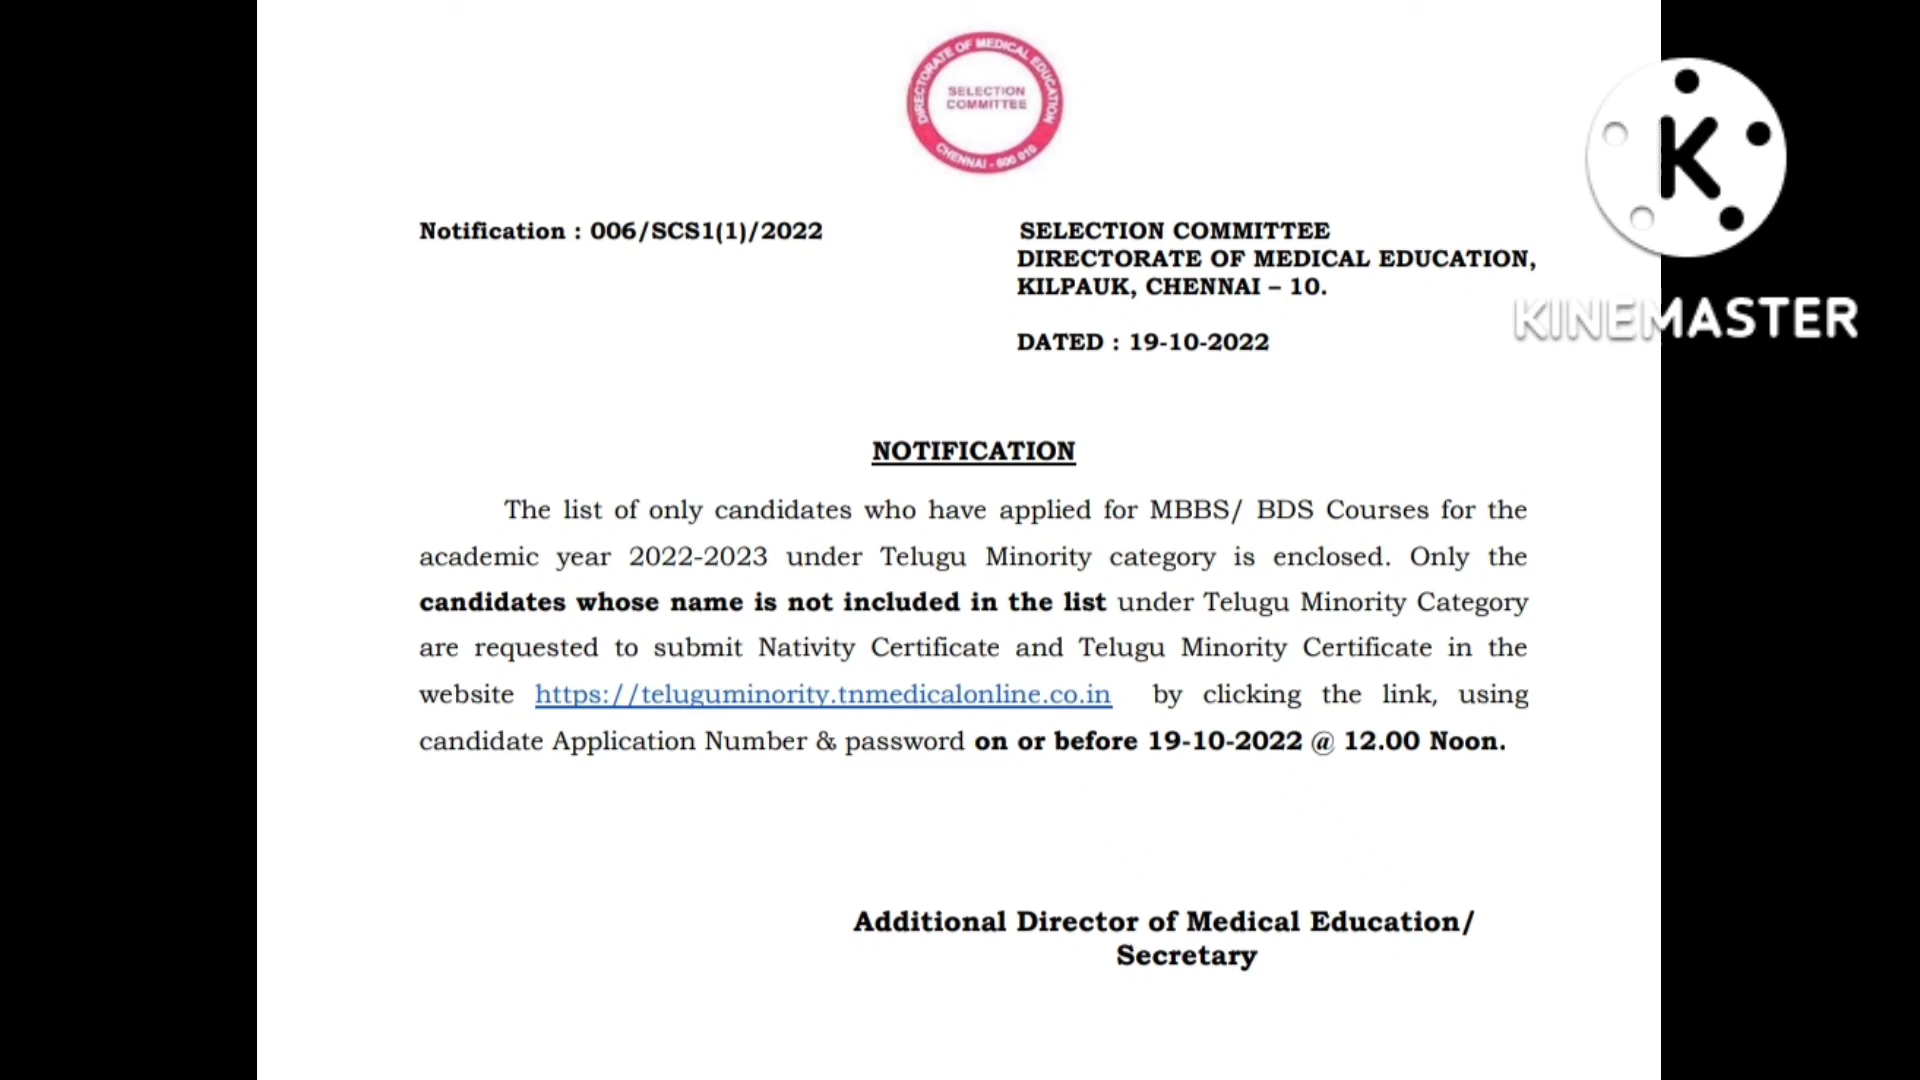 DIRECTORATE OF MEDICAL EDUCATION
SELECTION
COMMITTEE
CHENNAI - 600 010
K
KINEMASTER
Notification : 006/SCS1(1)/2022
SELECTION COMMITTEE
DIRECTORATE OF MEDICAL EDUCATION,
KILPAUK, CHENNAI – 10.
DATED : 19-10-2022
NOTIFICATION
The list of only candidates who have applied for MBBS/ BDS Courses for the
academic year 2022-2023 under Telugu Minority category is enclosed. Only the
candidates whose name is not included in the list under Telugu Minority Category
are requested to submit Nativity Certificate and Telugu Minority Certificate in the
website https://teluguminority.tnmedicalonline.co.in by clicking the link, using
candidate Application Number & password on or before 19-10-2022 @ 12.00 Noon.
Additional Director of Medical Education/
Secretary